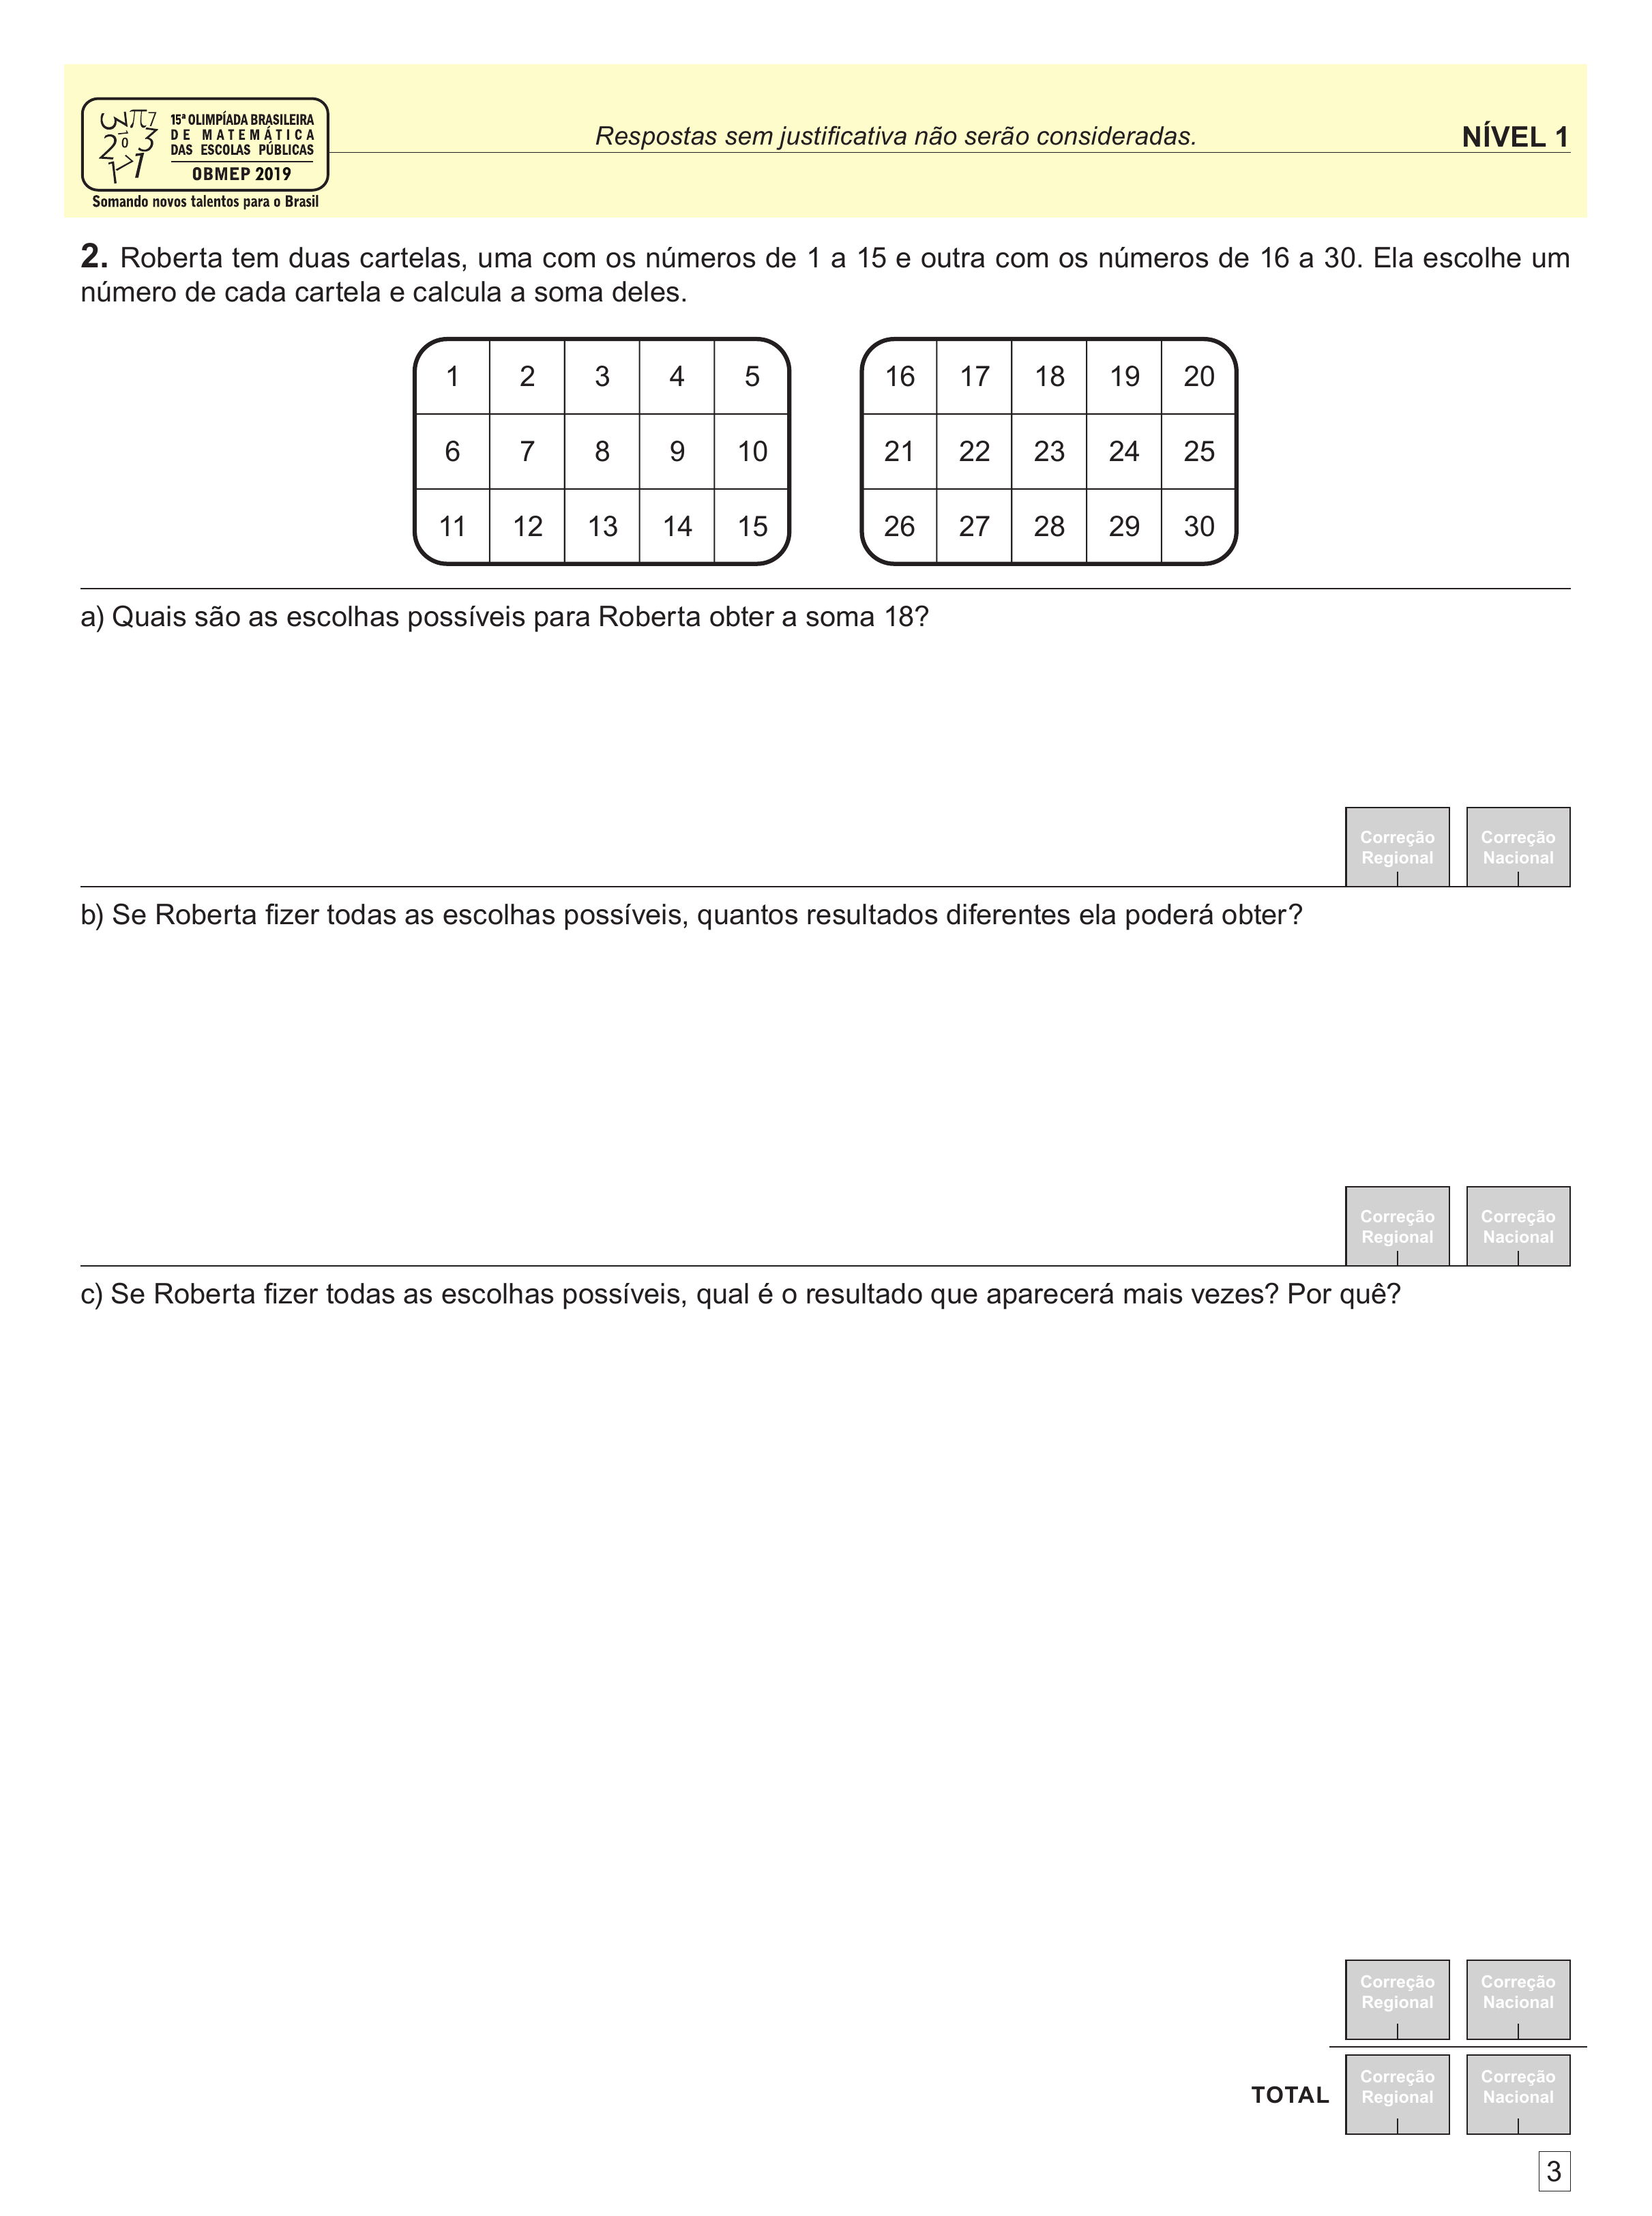 15ª OLIMPÍADA BRASILEIRA
DE MATEMÁTICA
DAS ESCOLAS PÚBLICAS
OBMEP 2019
Somando novos talentos para o Brasil
Respostas sem justificativa não serão consideradas.
NÍVEL 1
2. Roberta tem duas cartelas, uma com os números de 1 a 15 e outra com os números de 16 a 30. Ela escolhe um
número de cada cartela e calcula a soma deles.
1 2 3 4 5
6 7 8 9 10
11 12 13 14 15
16 17 18 19 20
21 22 23 24 25
26 27 28 29 30
a) Quais são as escolhas possíveis para Roberta obter a soma 18?
Correção
Regional
Correção
Nacional
b) Se Roberta fizer todas as escolhas possíveis, quantos resultados diferentes ela poderá obter?
Correção
Regional
Correção
Nacional
c) Se Roberta fizer todas as escolhas possíveis, qual é o resultado que aparecerá mais vezes? Por quê?
Correção
Regional
Correção
Nacional
TOTAL
Correção
Regional
Correção
Nacional
3